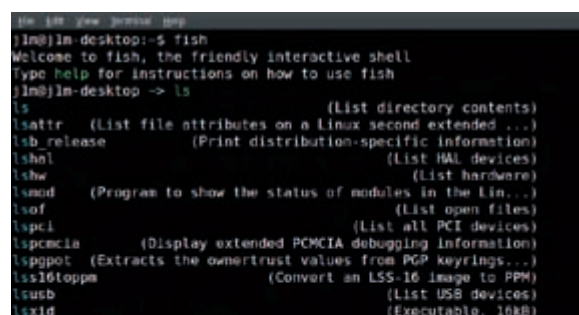 File Edit View Terminal Help
jlm@jlm-desktop:~$ fish
Welcome to fish, the friendly interactive shell
Type help for instructions on how to use fish
jlm@jlm-desktop ~> ls
ls (List directory contents)
lsattr (List file attributes on a Linux second extended ...)
lsb_release (Print distribution-specific information)
lshal (List HAL devices)
lshw (List hardware)
lsmod (Program to show the status of modules in the Lin...)
lsof (List open files)
lspci (List all PCI devices)
lspcmcia (Display extended PCMCIA debugging information)
lspgpot (Extracts the ownertrust values from PGP keyrings...)
lss16toppm (Convert an LSS-16 image to PPM)
lsusb (List USB devices)
lsxid (Executable, 16kB)